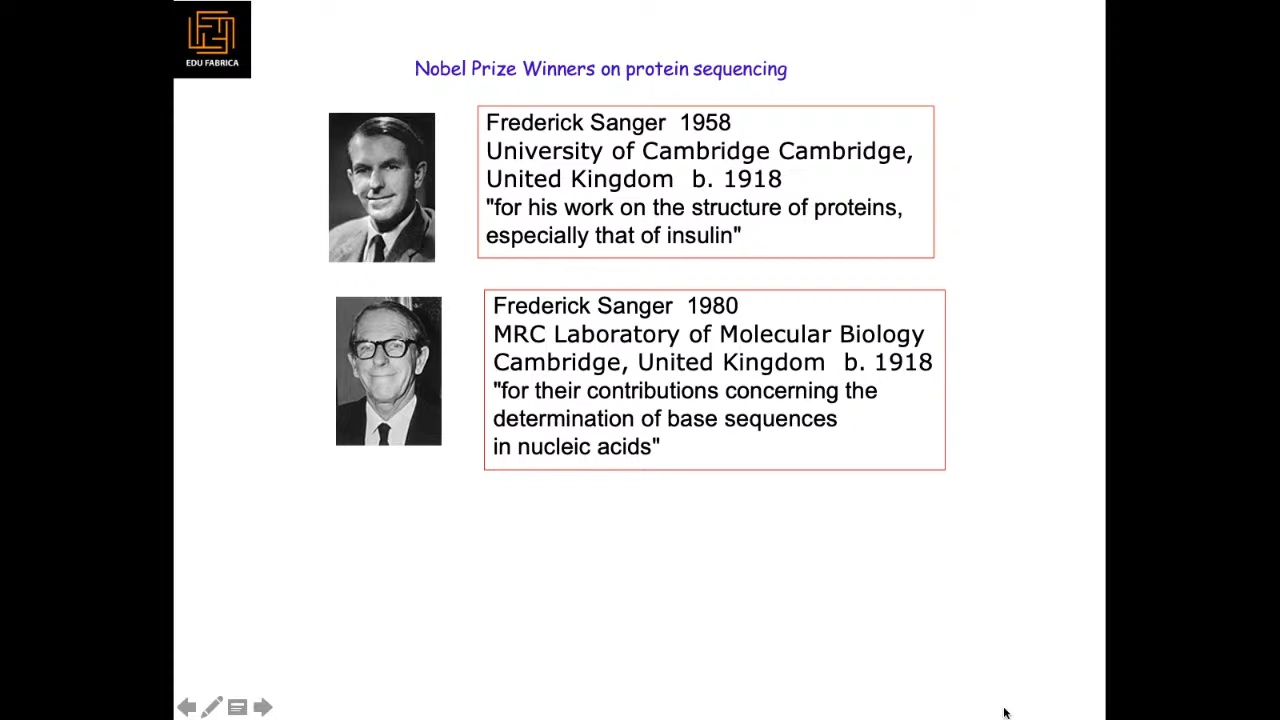 EDU FABRICA
Nobel Prize Winners on protein sequencing
Frederick Sanger 1958
University of Cambridge Cambridge,
United Kingdom b. 1918
"for his work on the structure of proteins,
especially that of insulin"
Frederick Sanger 1980
MRC Laboratory of Molecular Biology
Cambridge, United Kingdom b. 1918
"for their contributions concerning the
determination of base sequences
in nucleic acids"